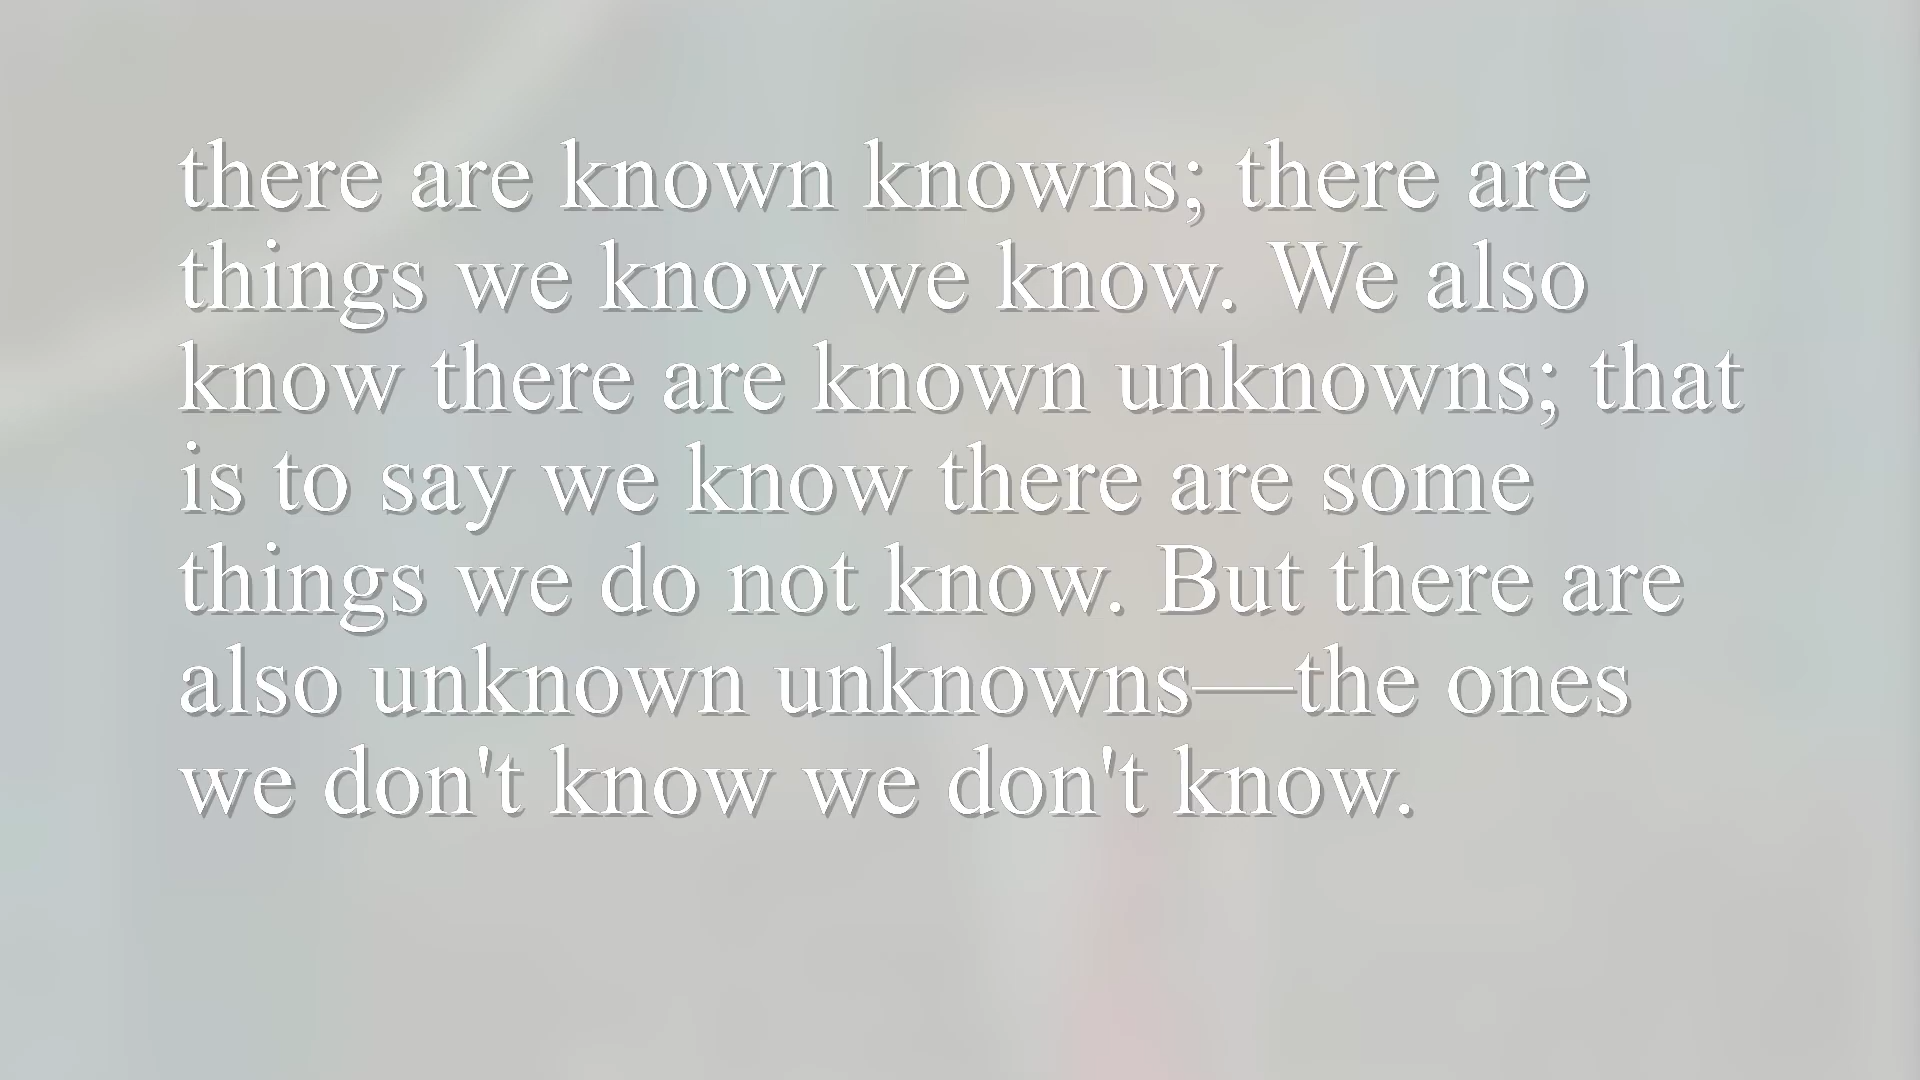 there are known knowns; there are
things we know we know. We also
know there are known unknowns; that
is to say we know there are some
things we do not know. But there are
also unknown unknowns—the ones
we don't know we don't know.